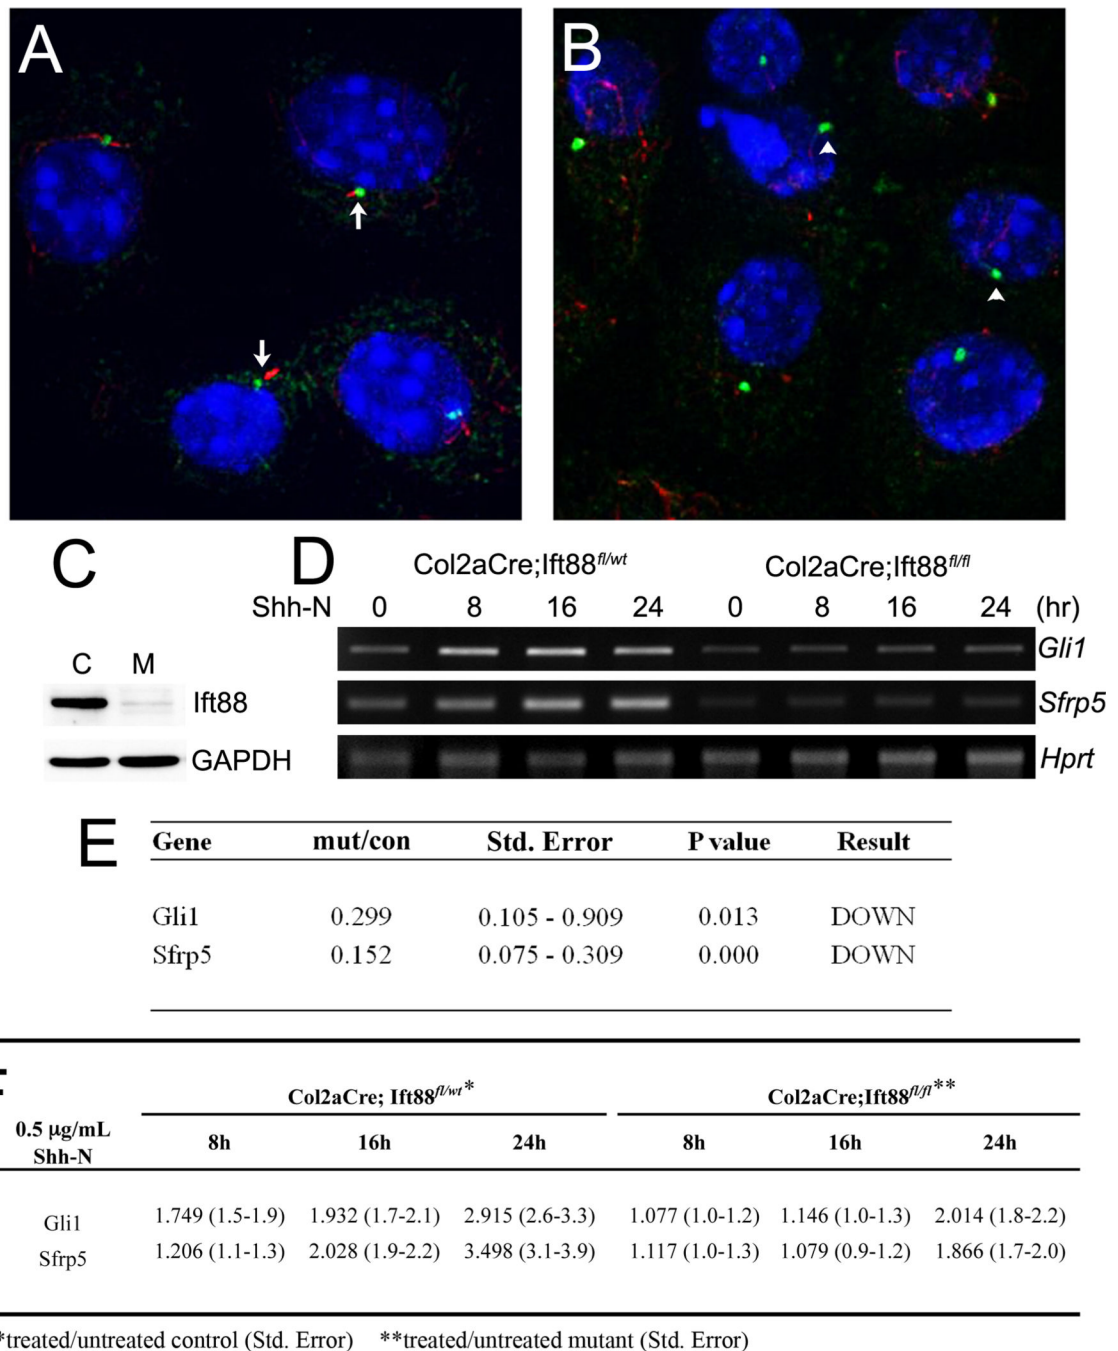 A
B
C
D
Col2aCre;Ift88fl/wt
Col2aCre;Ift88fl/fl
Shh-N 0 8 16 24 0 8 16 24 (hr)
Gli1
Sfrp5
Hprt
C M
Ift88
GAPDH
E
Gene mut/con Std. Error P value Result
Gli1 0.299 0.105 - 0.909 0.013 DOWN
Sfrp5 0.152 0.075 - 0.309 0.000 DOWN
Col2aCre; Ift88fl/wt* Col2aCre;Ift88fl/fl**
0.5 μg/mL
Shh-N
8h 16h 24h 8h 16h 24h
Gli1 1.749 (1.5-1.9) 1.932 (1.7-2.1) 2.915 (2.6-3.3) 1.077 (1.0-1.2) 1.146 (1.0-1.3) 2.014 (1.8-2.2)
Sfrp5 1.206 (1.1-1.3) 2.028 (1.9-2.2) 3.498 (3.1-3.9) 1.117 (1.0-1.3) 1.079 (0.9-1.2) 1.866 (1.7-2.0)
*treated/untreated control (Std. Error) **treated/untreated mutant (Std. Error)